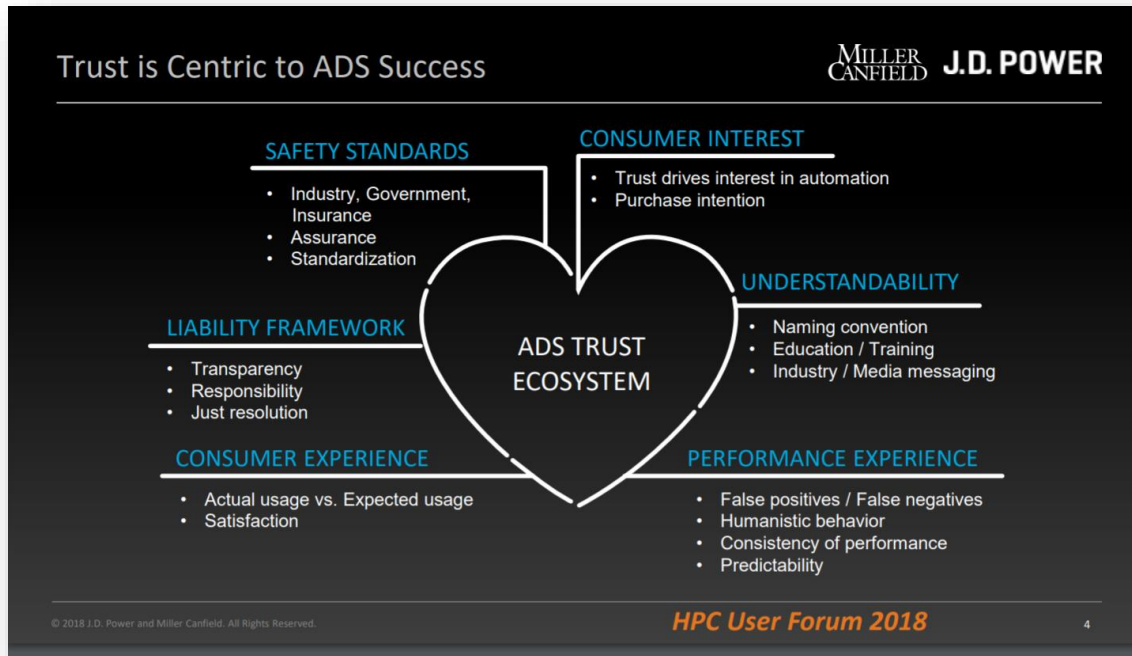 Trust is Centric to ADS Success
MILLER
CANFIELD
J.D. POWER
SAFETY STANDARDS
• Industry, Government,
Insurance
• Assurance
• Standardization
CONSUMER INTEREST
• Trust drives interest in automation
• Purchase intention
UNDERSTANDABILITY
• Naming convention
• Education / Training
• Industry / Media messaging
LIABILITY FRAMEWORK
• Transparency
• Responsibility
• Just resolution
ADS TRUST
ECOSYSTEM
CONSUMER EXPERIENCE
• Actual usage vs. Expected usage
• Satisfaction
PERFORMANCE EXPERIENCE
• False positives / False negatives
• Humanistic behavior
• Consistency of performance
• Predictability
© 2018 J.D. Power and Miller Canfield. All Rights Reserved.
HPC User Forum 2018
4